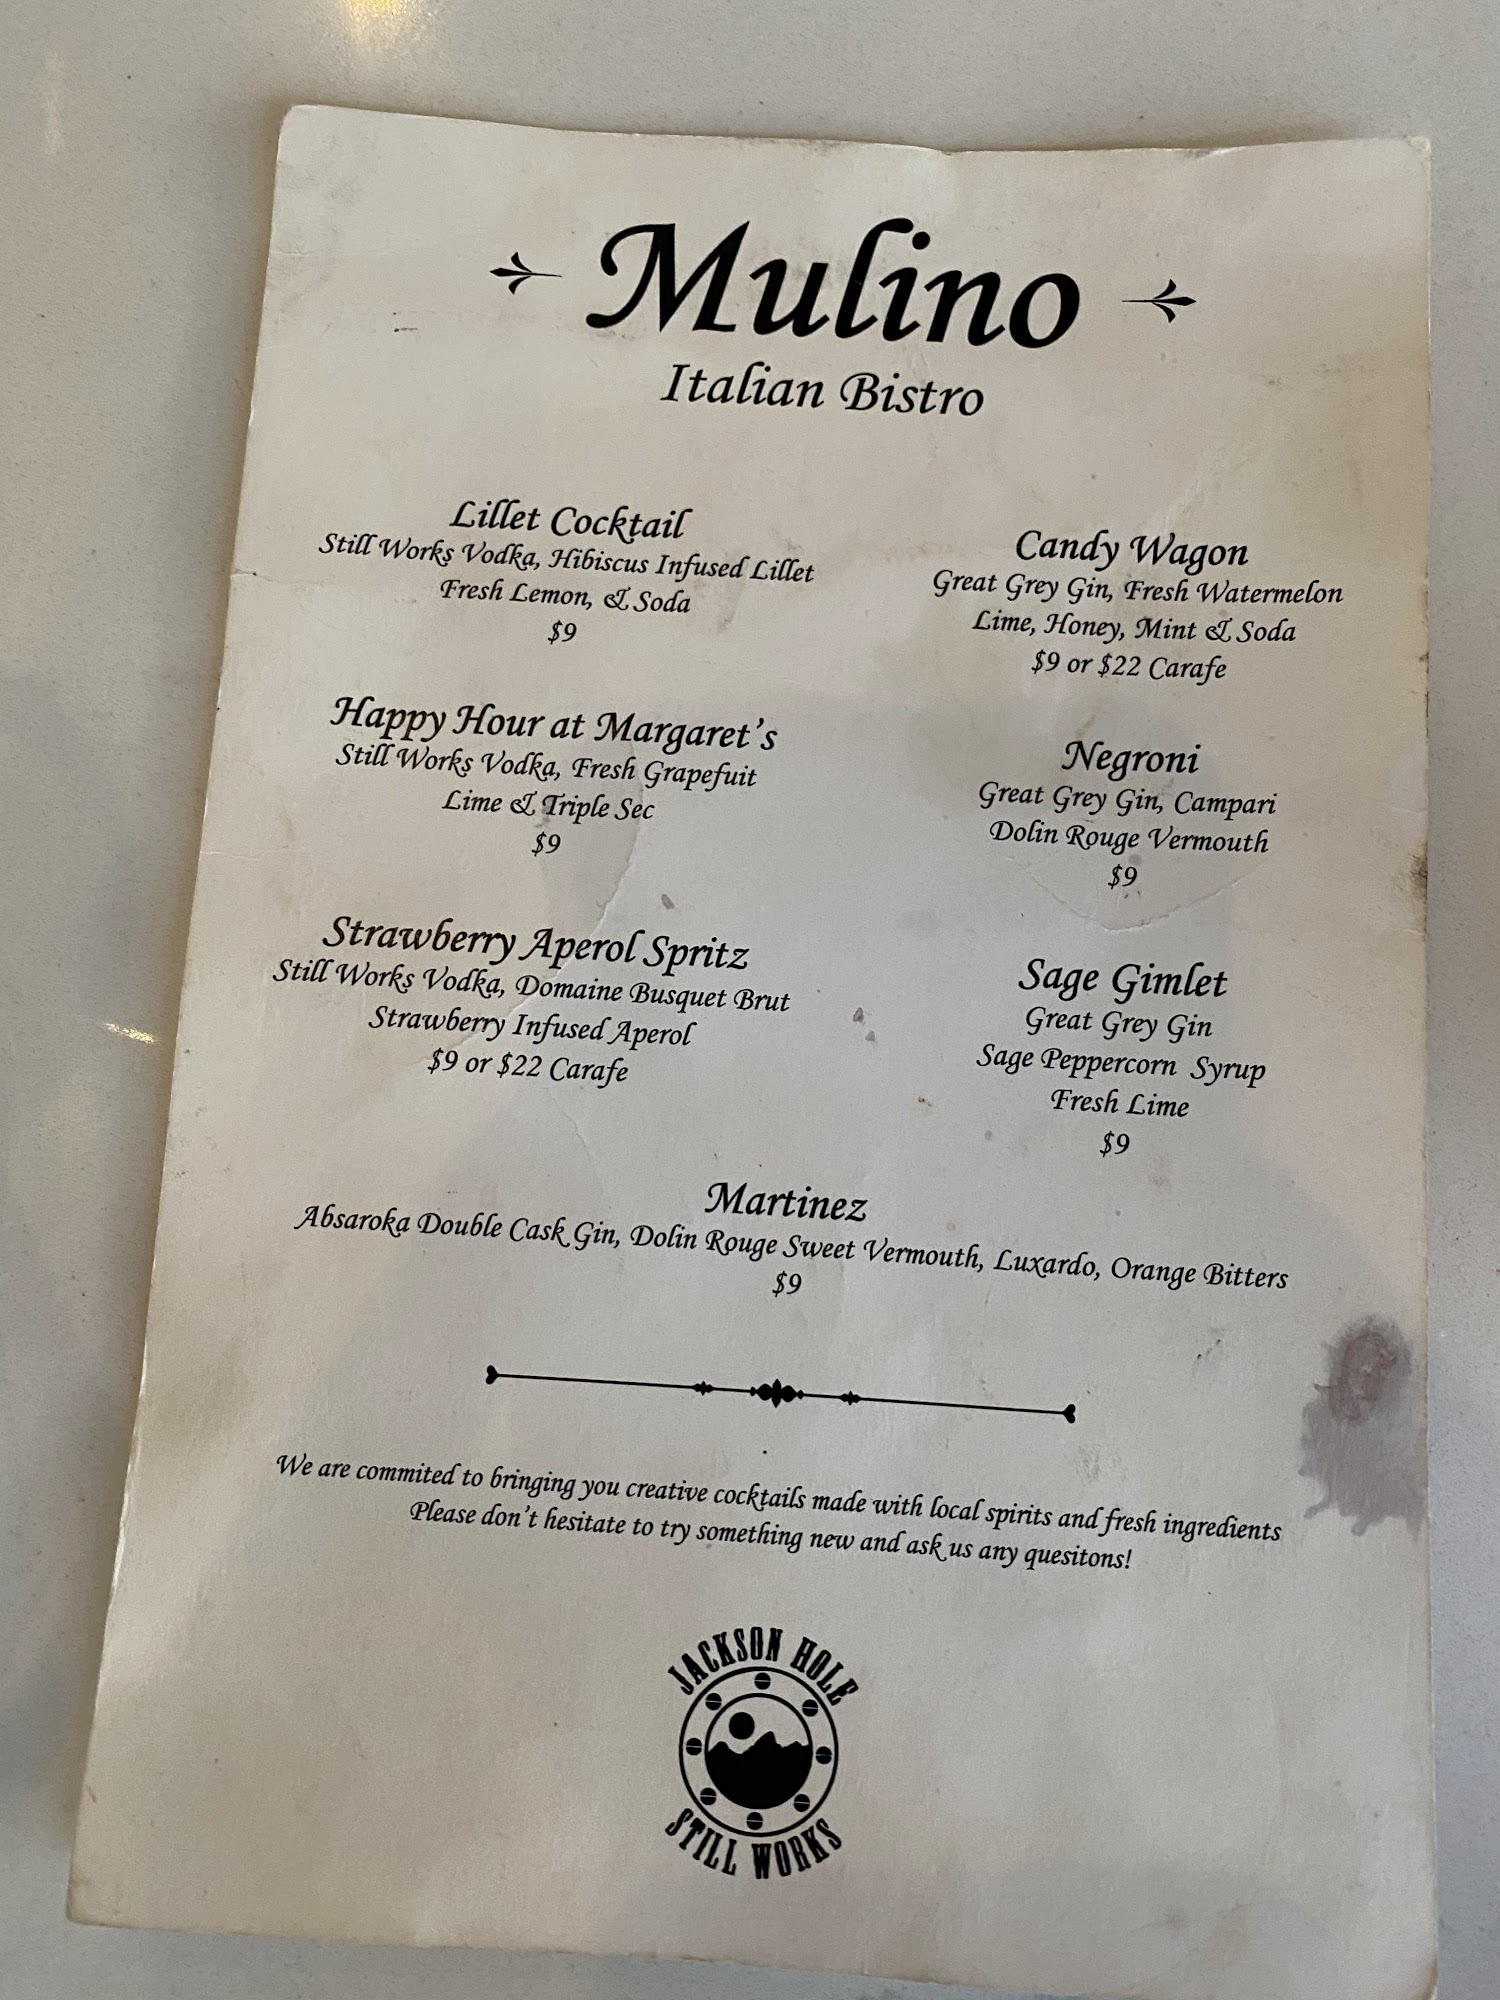 Mulino
Italian Bistro
Lillet Cocktail
Still Works Vodka, Hibiscus Infused Lillet
Fresh Lemon, & Soda
$9
Happy Hour at Margaret's
Still Works Vodka, Fresh Grapefuit
Lime & Triple Sec
$9
Strawberry Aperol Spritz
Still Works Vodka, Domaine Busquet Brut
Strawberry Infused Aperol
$9 or $22 Carafe
Candy Wagon
Great Grey Gin, Fresh Watermelon
Lime, Honey, Mint & Soda
$9 or $22 Carafe
Negroni
Great Grey Gin, Campari
Dolin Rouge Vermouth
$9
Sage Gimlet
Great Grey Gin
Sage Peppercorn Syrup
Fresh Lime
$9
Martinez
Absaroka Double Cask Gin, Dolin Rouge Sweet Vermouth, Luxardo, Orange Bitters
$9
We are commited to bringing you creative cocktails made with local spirits and fresh ingredients
Please don't hesitate to try something new and ask us any quesitons!
JACKSON HOLE
STILL WORKS